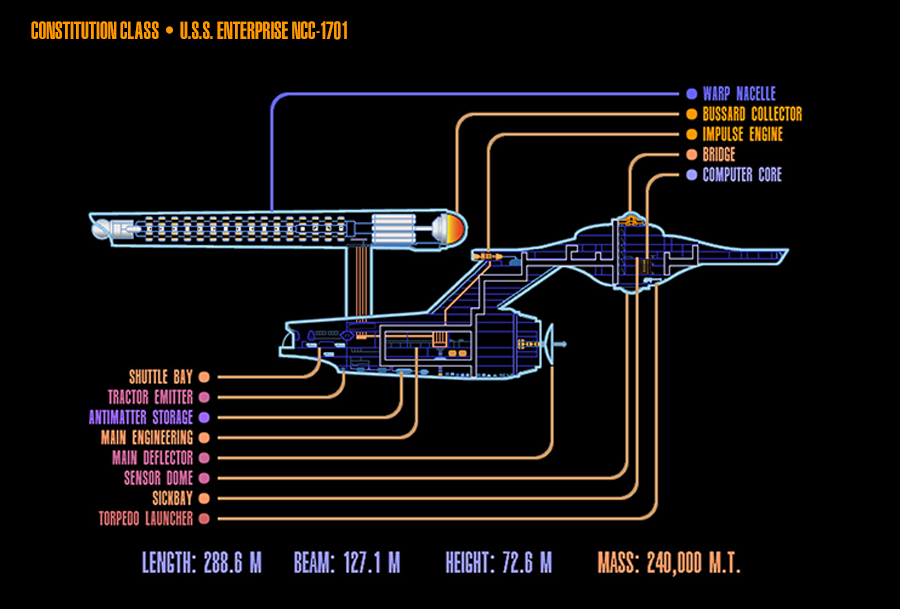 CONSTITUTION CLASS • U.S.S. ENTERPRISE NCC-1701
WARP NACELLE
BUSSARD COLLECTOR
IMPULSE ENGINE
BRIDGE
COMPUTER CORE
SHUTTLE BAY
TRACTOR EMITTER
ANTIMATTER STORAGE
MAIN ENGINEERING
MAIN DEFLECTOR
SENSOR DOME
SICKBAY
TORPEDO LAUNCHER
LENGTH: 288.6 M BEAM: 127.1 M HEIGHT: 72.6 M MASS: 240,000 M.T.